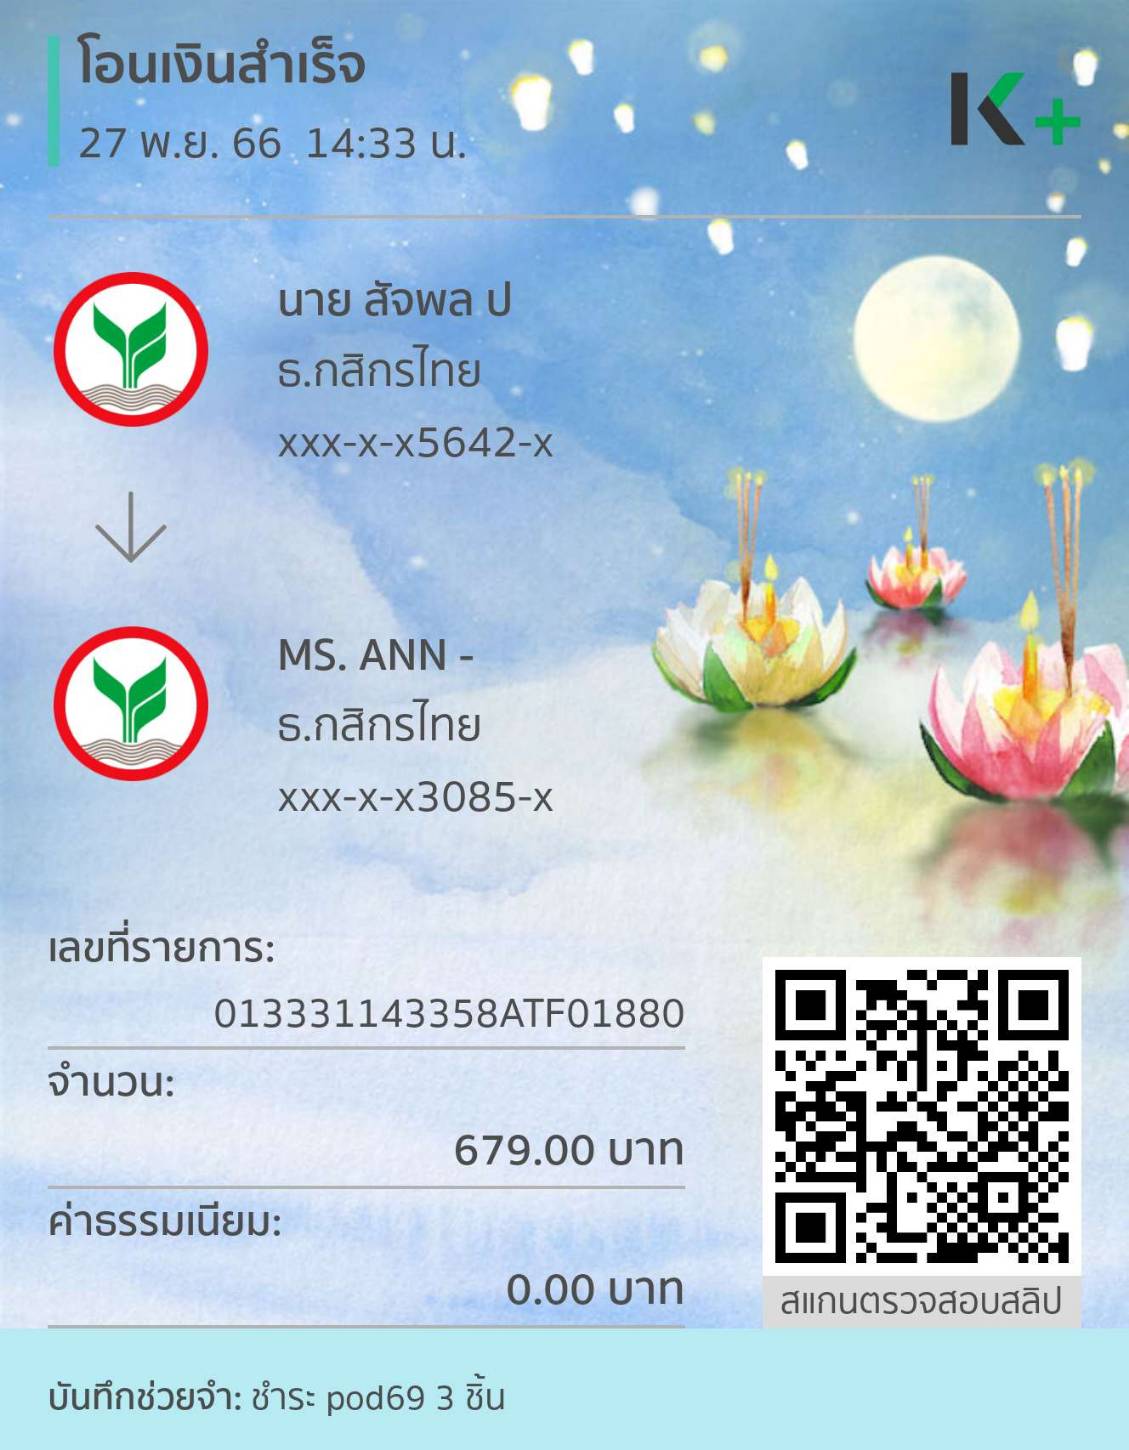 โอนเงินสำเร็จ
27 พ.ย. 66 14:33 น.
K+
นาย สัจพล ป
ธ.กสิกรไทย
xxx-x-x5642-x
MS. ANN -
ธ.กสิกรไทย
xxx-x-x3085-x
เลขที่รายการ:
013331143358ATF01880
จำนวน:
679.00 บาท
ค่าธรรมเนียม:
0.00 บาท
สแกนตรวจสอบสลิป
บันทึกช่วยจำ: ชำระ pod69 3 ชิ้น